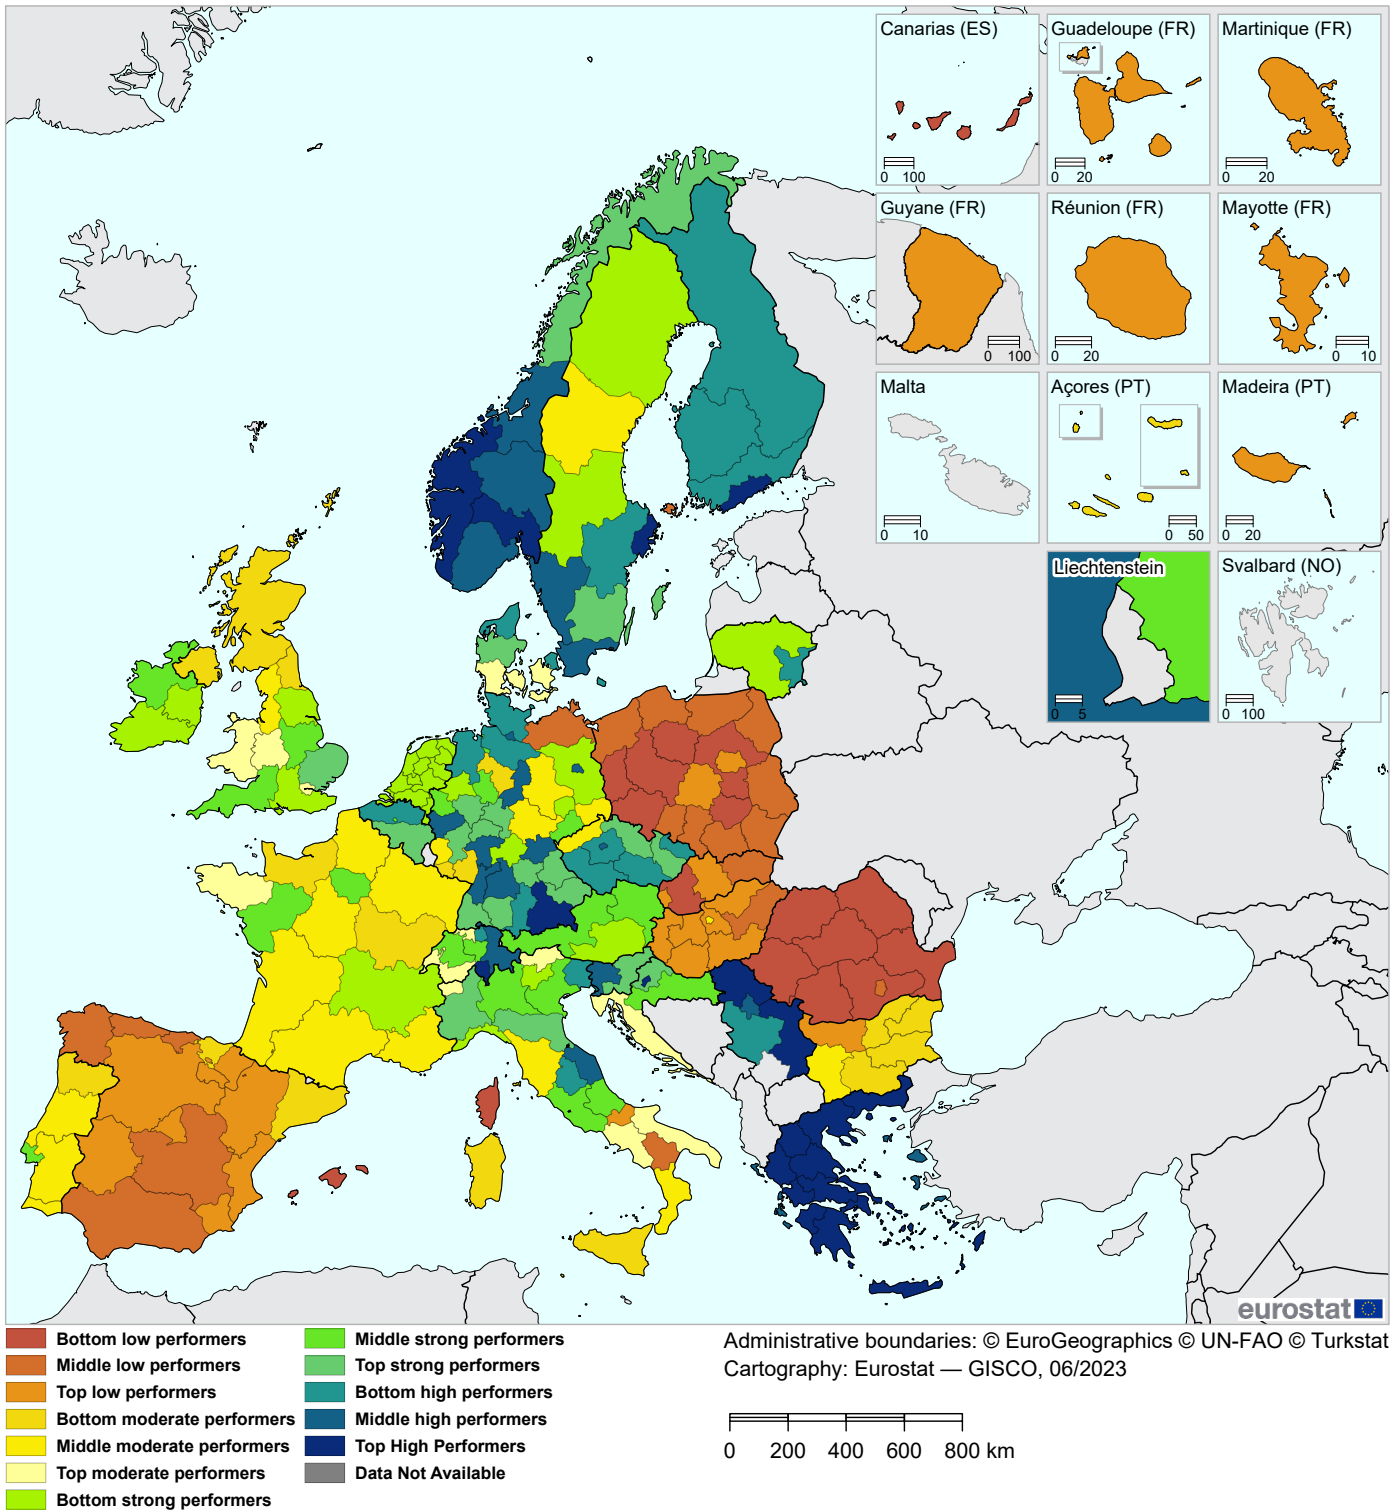 Canarias (ES)
0 100
Guadeloupe (FR)
0 20
Martinique (FR)
0 20
Guyane (FR)
0 100
Réunion (FR)
0 20
Mayotte (FR)
0 10
Malta
0 10
Açores (PT)
0 50
Madeira (PT)
0 20
Liechtenstein
0 5
Svalbard (NO)
0 100
eurostat
Bottom low performers
Middle low performers
Top low performers
Bottom moderate performers
Middle moderate performers
Top moderate performers
Bottom strong performers
Middle strong performers
Top strong performers
Bottom high performers
Middle high performers
Top High Performers
Data Not Available
Administrative boundaries: © EuroGeographics © UN-FAO © Turkstat
Cartography: Eurostat — GISCO, 06/2023
0 200 400 600 800 km